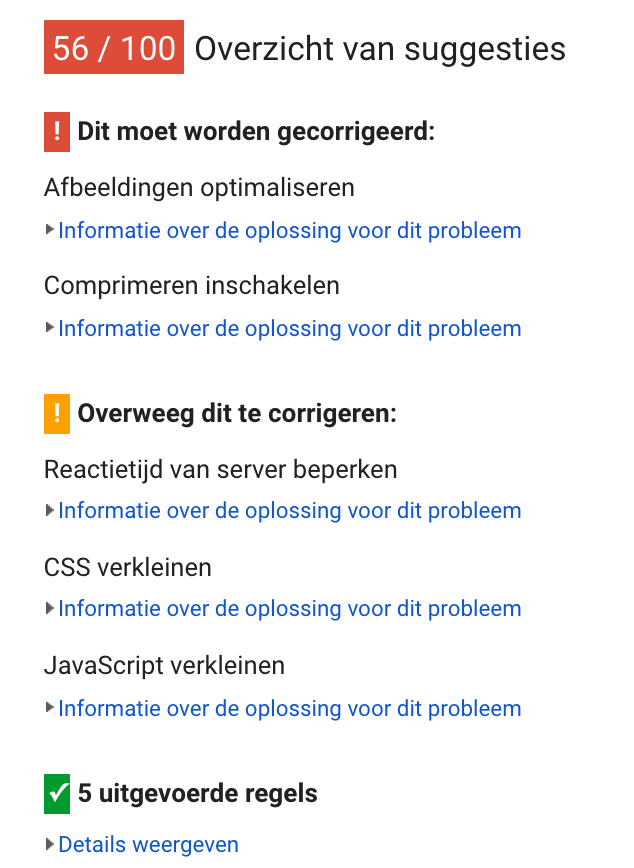 56 / 100 Overzicht van suggesties
! Dit moet worden gecorrigeerd:
Afbeeldingen optimaliseren
Informatie over de oplossing voor dit probleem
Comprimeren inschakelen
Informatie over de oplossing voor dit probleem
! Overweeg dit te corrigeren:
Reactietijd van server beperken
Informatie over de oplossing voor dit probleem
CSS verkleinen
Informatie over de oplossing voor dit probleem
JavaScript verkleinen
Informatie over de oplossing voor dit probleem
5 uitgevoerde regels
Details weergeven